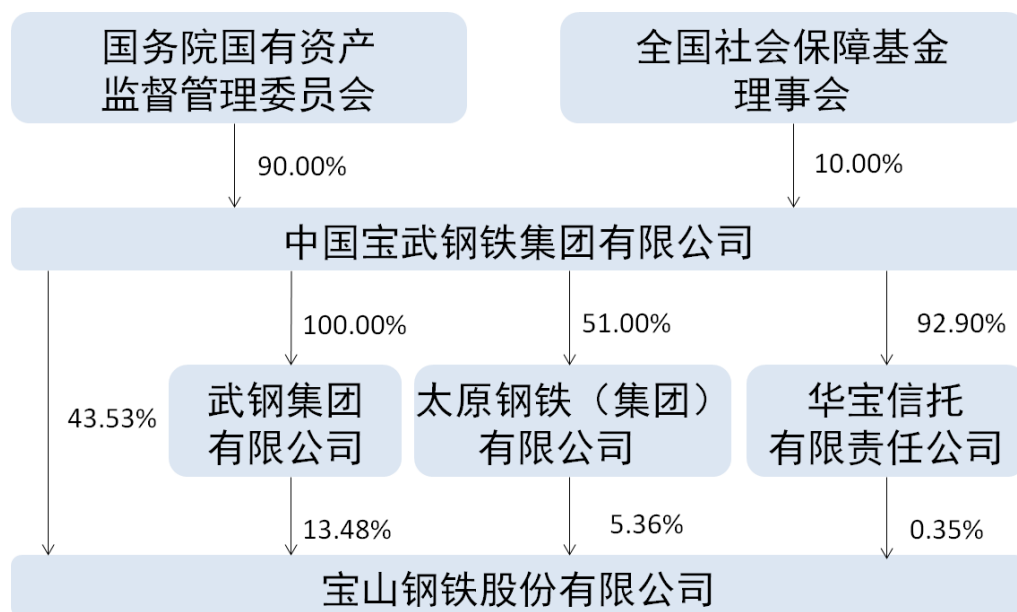 国务院国有资产
监督管理委员会
全国社会保障基金
理事会
90.00%
10.00%
中国宝武钢铁集团有限公司
100.00%
51.00%
92.90%
43.53%
武钢集团
有限公司
太原钢铁（集团）
有限公司
华宝信托
有限责任公司
13.48%
5.36%
0.35%
宝山钢铁股份有限公司